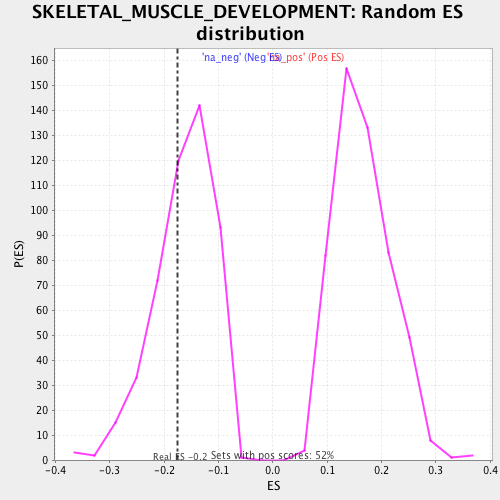 SKELETAL_MUSCLE_DEVELOPMENT: Random ES
distribution
'na_neg' (Neg ES)
'na_pos' (Pos ES)
160
150
140
130
120
110
100
90
80
70
60
50
40
30
20
10
0
P(ES)
Real ES -0.2
Sets with pos scores: 52%
-0.4 -0.3 -0.2 -0.1 0.0 0.1 0.2 0.3 0.4
ES